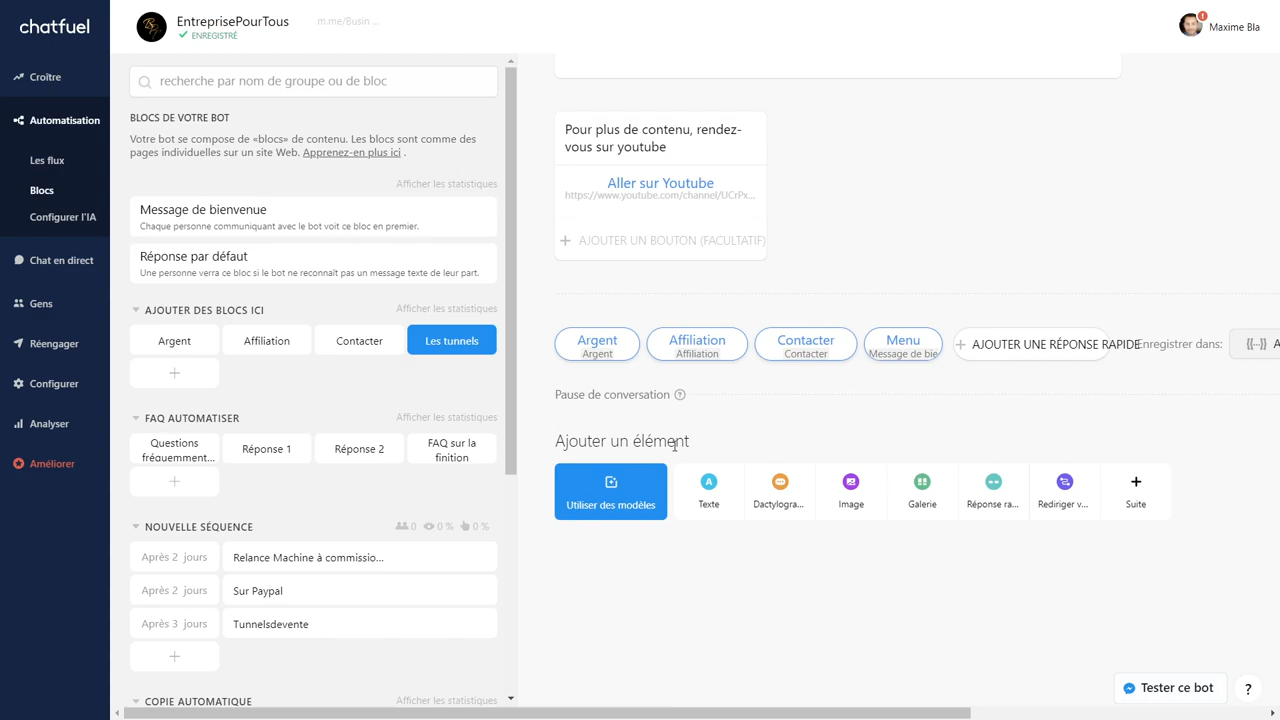 chatfuel
EntreprisePourTous
m.me/Busin ...
ENREGISTRÉ
Maxime Bla
Croître
Automatisation
Les flux
Blocs
Configurer l'IA
Chat en direct
Gens
Réengager
Configurer
Analyser
Améliorer
recherche par nom de groupe ou de bloc
BLOCS DE VOTRE BOT
Votre bot se compose de «blocs» de contenu. Les blocs sont comme des
pages individuelles sur un site Web. Apprenez-en plus ici .
Afficher les statistiques
Message de bienvenue
Chaque personne communiquant avec le bot voit ce bloc en premier.
Réponse par défaut
Une personne verra ce bloc si le bot ne reconnaît pas un message texte de leur part.
AJOUTER DES BLOCS ICI
Afficher les statistiques
Argent
Affiliation
Contacter
Les tunnels
FAQ AUTOMATISER
Afficher les statistiques
Questions
fréquemment...
Réponse 1
Réponse 2
FAQ sur la
finition
NOUVELLE SÉQUENCE
0
0 %
0 %
Après 2 jours
Relance Machine à commissio...
Après 2 jours
Sur Paypal
Après 3 jours
Tunnelsdevente
COPIE AUTOMATIQUE
Afficher les statistiques
Pour plus de contenu, rendez-
vous sur youtube
Aller sur Youtube
https://www.youtube.com/channel/UCrPx...
AJOUTER UN BOUTON (FACULTATIF)
Argent
Argent
Affiliation
Affiliation
Contacter
Contacter
Menu
Message de bie
AJOUTER UNE RÉPONSE RAPIDE
Enregistrer dans:
{{...}} A
Pause de conversation ?
Ajouter un élément
Utiliser des modèles
A
Texte
Dactylogra...
Image
Galerie
Réponse ra...
Rediriger v...
Suite
Tester ce bot
?